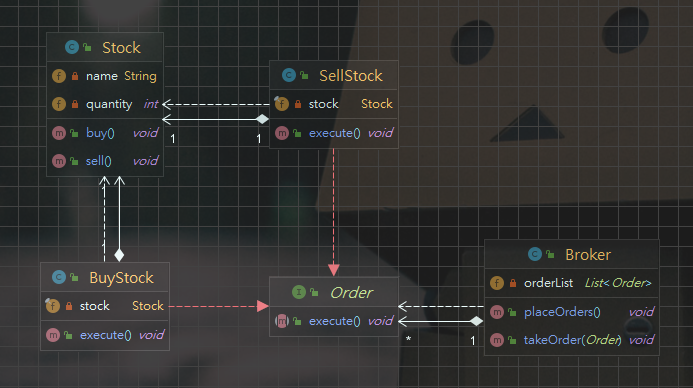 Stock
name String
quantity int
buy() void
sell() void
SellStock
stock Stock
execute() void
1
1
BuyStock
stock Stock
execute() void
Order
execute() void
*
1
Broker
orderList List<Order>
placeOrders() void
takeOrder(Order) void